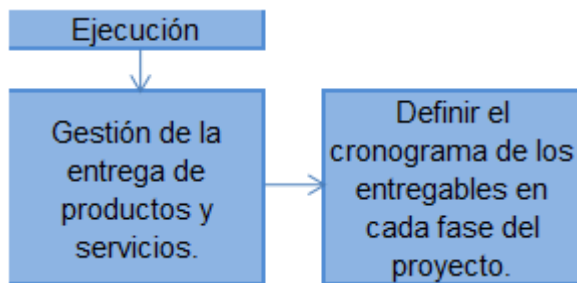 Ejecución
Gestión de la
entrega de
productos y
servicios.
Definir el
cronograma de los
entregables en
cada fase del
proyecto.